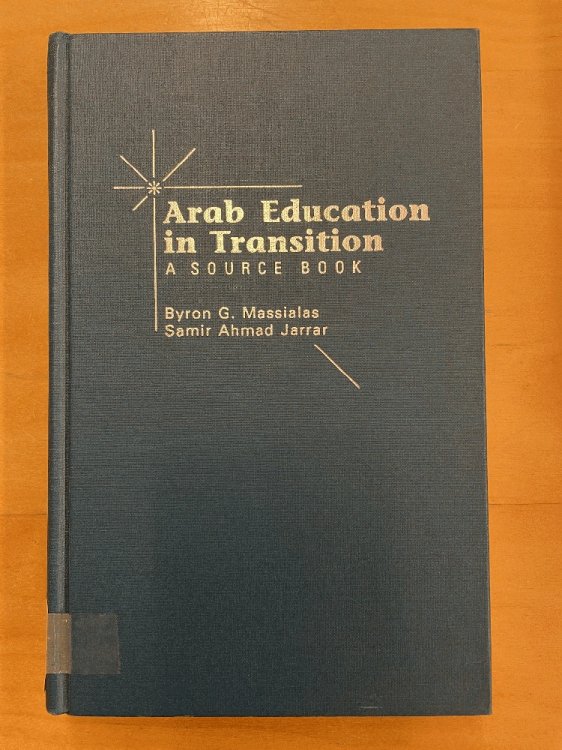 Arab Education
in Transition
A SOURCE BOOK
Byron G. Massialas
Samir Ahmad Jarrar